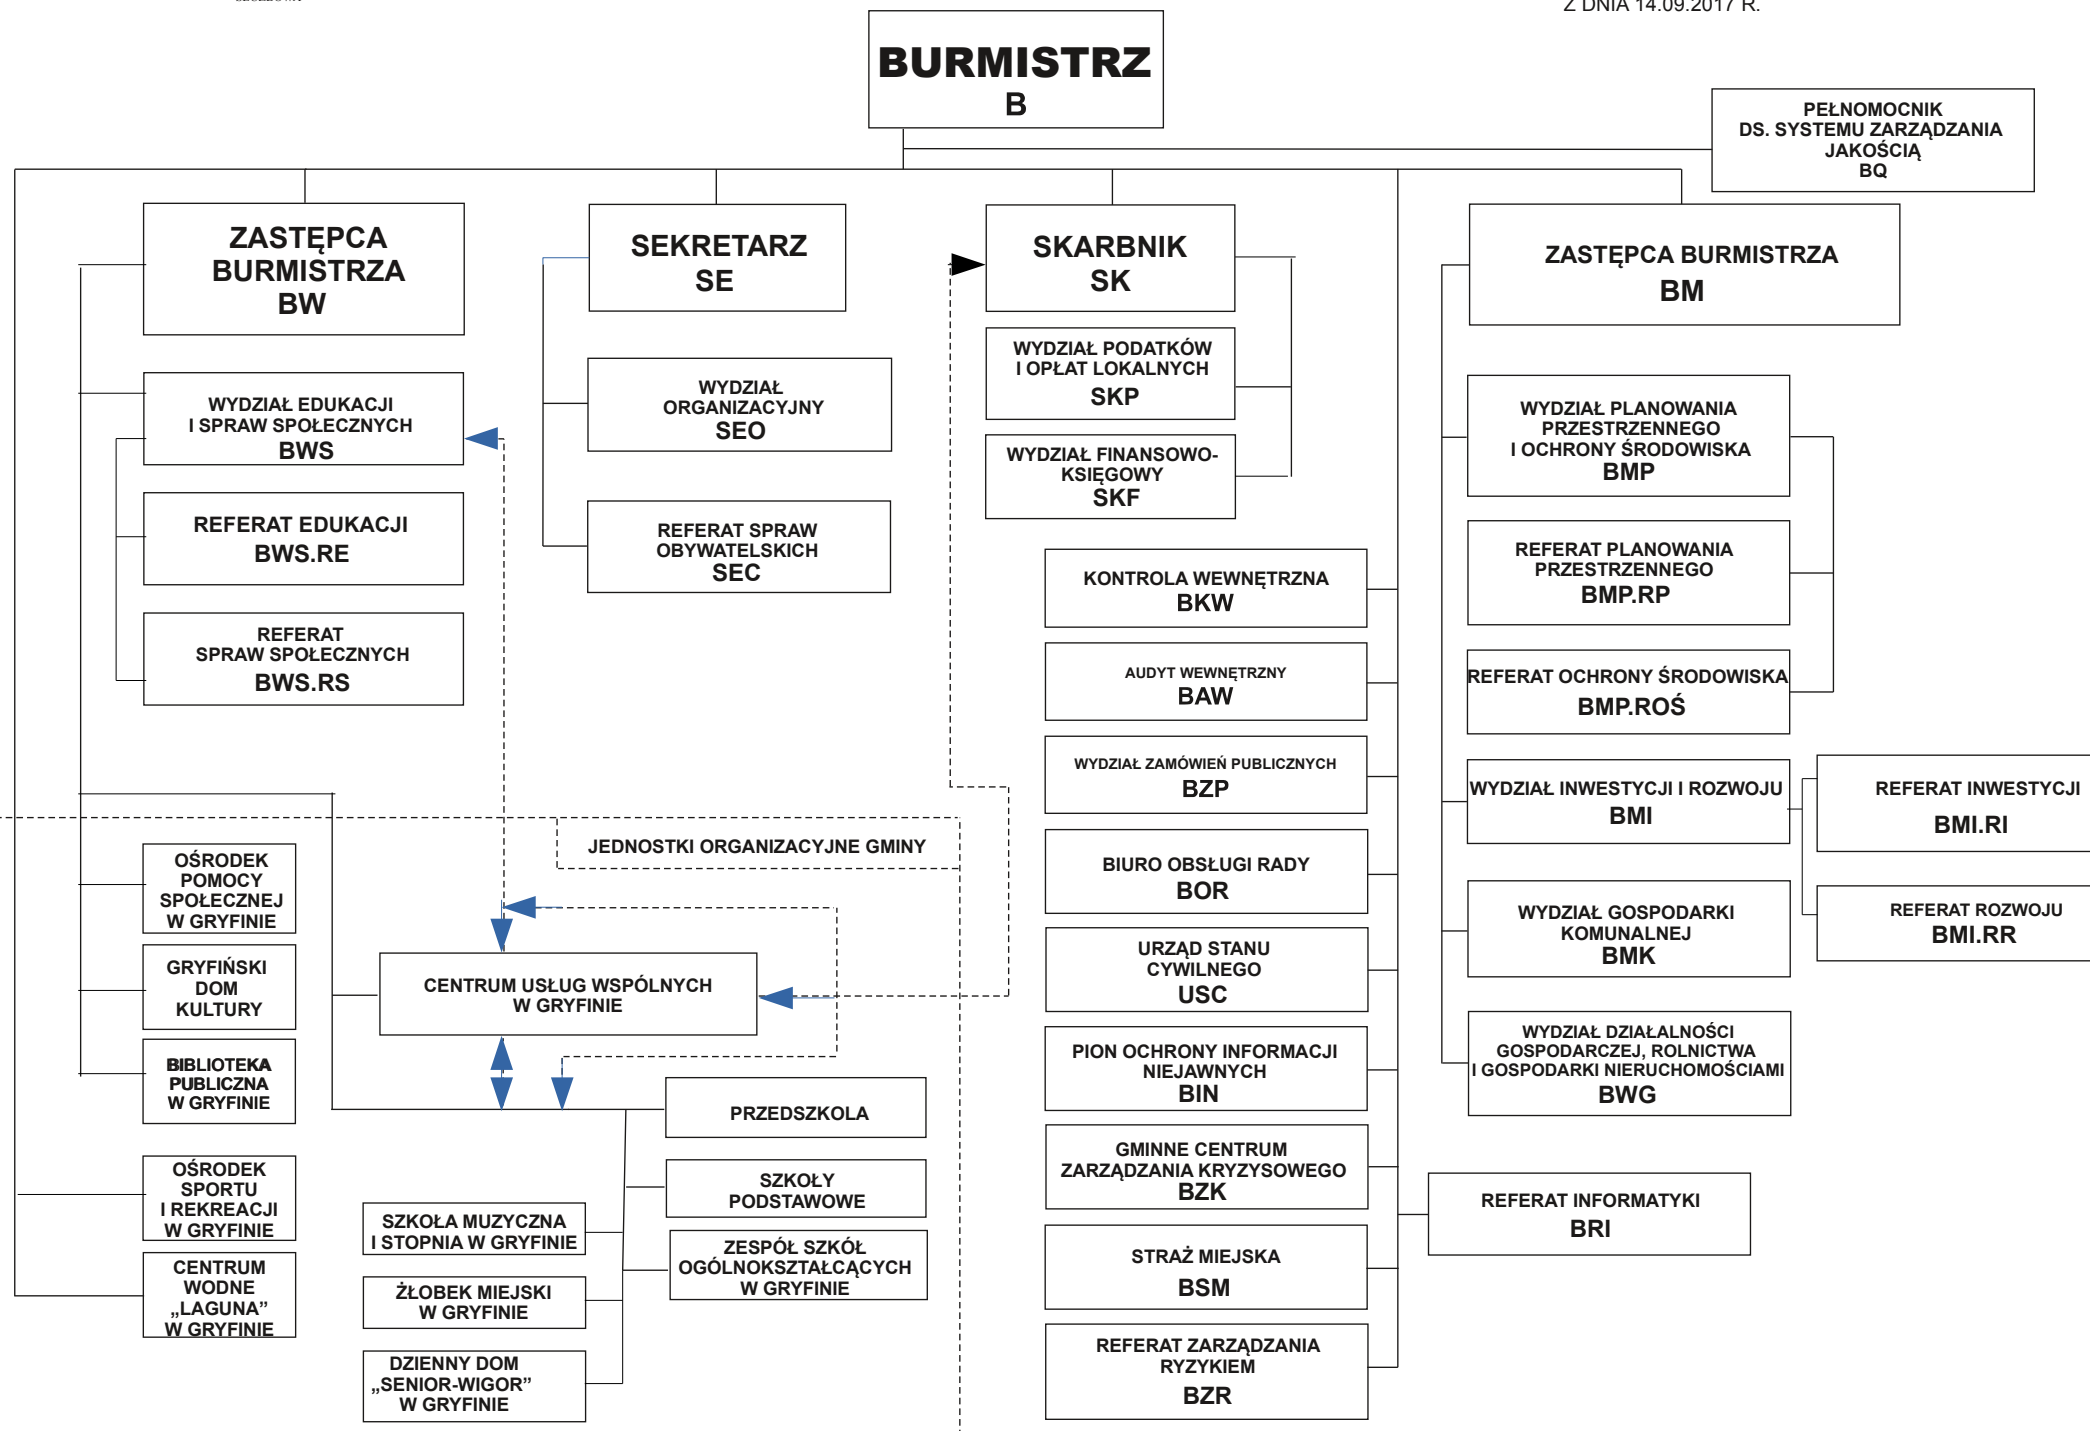 Z DNIA 14.09.2017 R.
BURMISTRZ
B
PEŁNOMOCNIK
DS. SYSTEMU ZARZĄDZANIA
JAKOŚCIĄ
BQ
ZASTĘPCA
BURMISTRZA
BW
SEKRETARZ
SE
SKARBNIK
SK
ZASTĘPCA BURMISTRZA
BM
WYDZIAŁ EDUKACJI
I SPRAW SPOŁECZNYCH
BWS
REFERAT EDUKACJI
BWS.RE
REFERAT
SPRAW SPOŁECZNYCH
BWS.RS
WYDZIAŁ
ORGANIZACYJNY
SEO
REFERAT SPRAW
OBYWATELSKICH
SEC
WYDZIAŁ PODATKÓW
I OPŁAT LOKALNYCH
SKP
WYDZIAŁ FINANSOWO-
KSIĘGOWY
SKF
KONTROLA WEWNĘTRZNA
BKW
AUDYT WEWNĘTRZNY
BAW
WYDZIAŁ ZAMÓWIEŃ PUBLICZNYCH
BZP
BIURO OBSŁUGI RADY
BOR
URZĄD STANU
CYWILNEGO
USC
PION OCHRONY INFORMACJI
NIEJAWNYCH
BIN
GMINNE CENTRUM
ZARZĄDZANIA KRYZYSOWEGO
BZK
STRAŻ MIEJSKA
BSM
REFERAT ZARZĄDZANIA
RYZYKIEM
BZR
WYDZIAŁ PLANOWANIA
PRZESTRZENNEGO
I OCHRONY ŚRODOWISKA
BMP
REFERAT PLANOWANIA
PRZESTRZENNEGO
BMP.RP
REFERAT OCHRONY ŚRODOWISKA
BMP.ROŚ
WYDZIAŁ INWESTYCJI I ROZWOJU
BMI
REFERAT INWESTYCJI
BMI.RI
REFERAT ROZWOJU
BMI.RR
WYDZIAŁ GOSPODARKI
KOMUNALNEJ
BMK
WYDZIAŁ DZIAŁALNOŚCI
GOSPODARCZEJ, ROLNICTWA
I GOSPODARKI NIERUCHOMOŚCIAMI
BWG
REFERAT INFORMATYKI
BRI
JEDNOSTKI ORGANIZACYJNE GMINY
OŚRODEK
POMOCY
SPOŁECZNEJ
W GRYFINIE
GRYFIŃSKI
DOM
KULTURY
BIBLIOTEKA
PUBLICZNA
W GRYFINIE
OŚRODEK
SPORTU
I REKREACJI
W GRYFINIE
CENTRUM
WODNE
„LAGUNA”
W GRYFINIE
CENTRUM USŁUG WSPÓLNYCH
W GRYFINIE
PRZEDSZKOLA
SZKOŁY
PODSTAWOWE
ZESPÓŁ SZKÓŁ
OGÓLNOKSZTAŁCĄCYCH
W GRYFINIE
SZKOŁA MUZYCZNA
I STOPNIA W GRYFINIE
ŻŁOBEK MIEJSKI
W GRYFINIE
DZIENNY DOM
„SENIOR-WIGOR”
W GRYFINIE